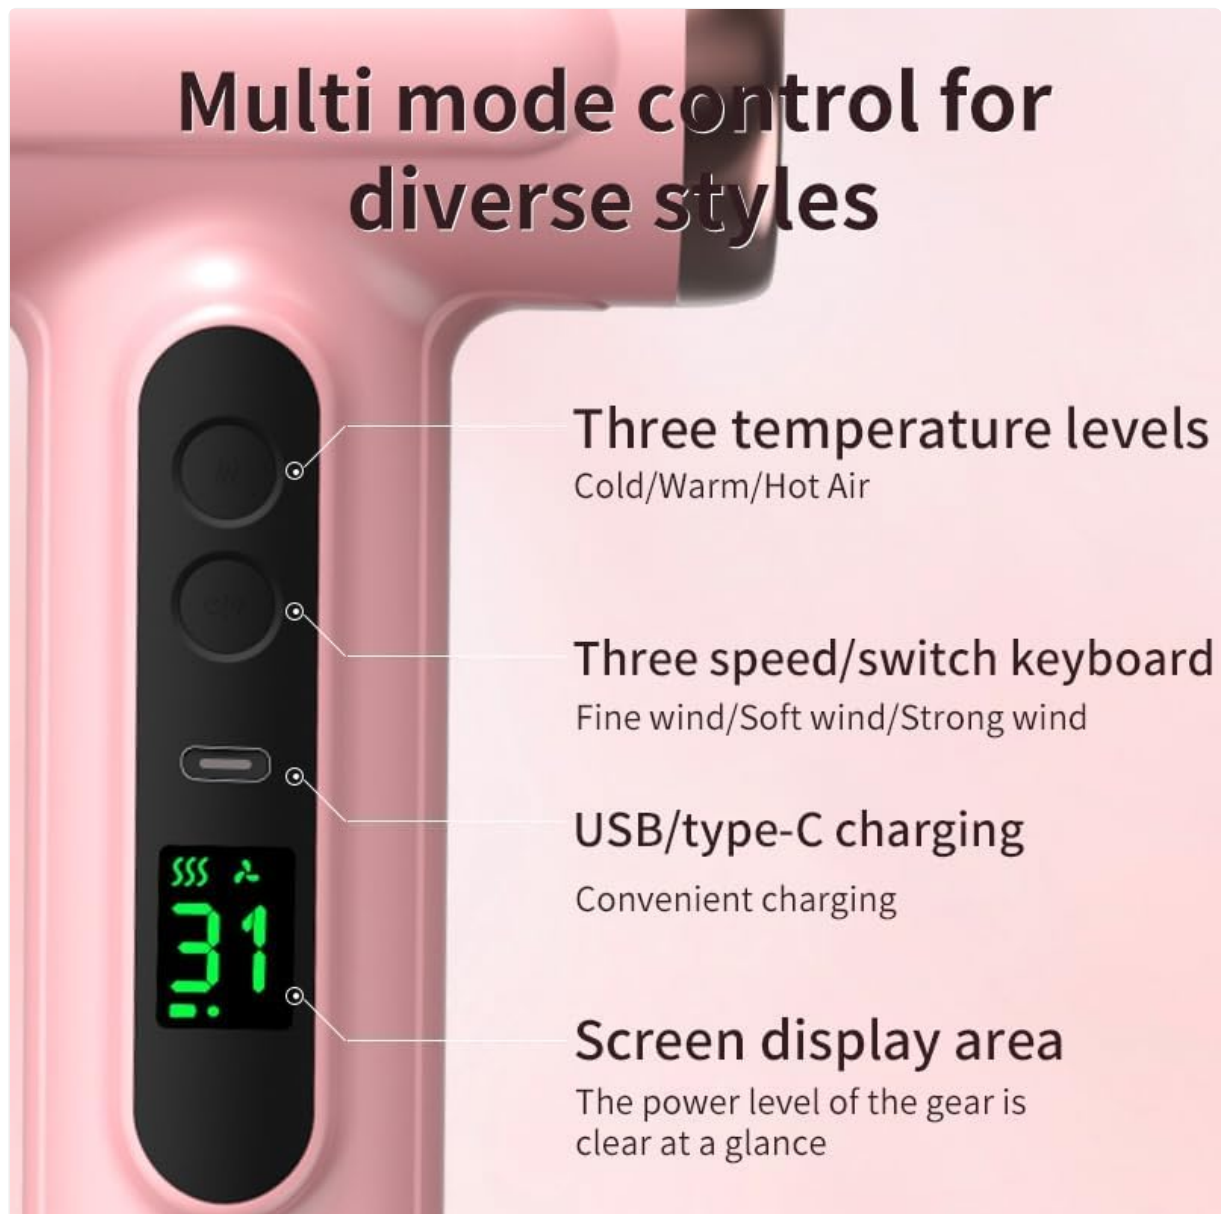 Multi mode control for
diverse styles
Three temperature levels
Cold/Warm/Hot Air
Three speed/switch keyboard
Fine wind/Soft wind/Strong wind
USB/type-C charging
Convenient charging
31
Screen display area
The power level of the gear is
clear at a glance